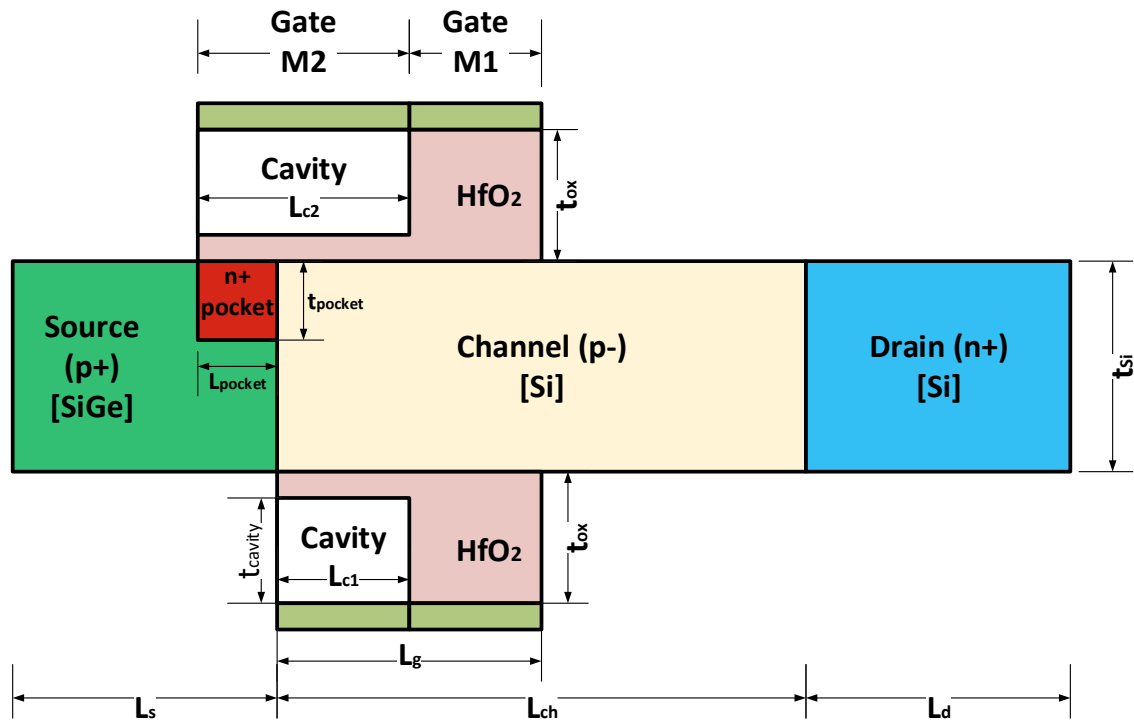 Gate
M2
Gate
M1
Cavity
Lc2
HfO2
tox
n+
pocket
tpocket
Source
(p+)
[SiGe]
Lpocket
Channel (p-)
[Si]
Drain (n+)
[Si]
tSi
tcavity
Cavity
Lc1
HfO2
tox
Lg
Ls
Lch
Ld